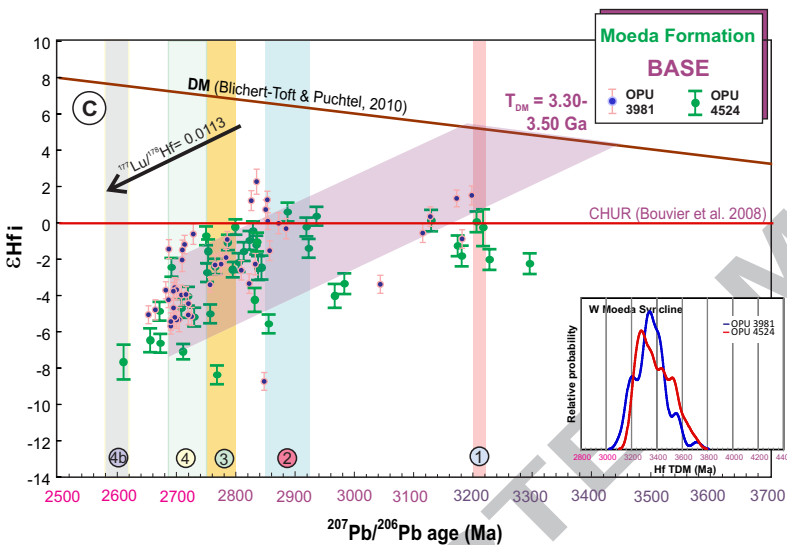 10
8
6
4
2
0
-2
-4
-6
-8
-10
-12
-14
εHf i
C
DM (Blichert-Toft & Puchtel, 2010)
¹⁷⁷Lu/¹⁷⁸Hf= 0.0113
T_DM = 3.30-
3.50 Ga
Moeda Formation
BASE
OPU
3981
OPU
4524
CHUR (Bouvier et al. 2008)
4b
4
3
2
1
2500 2600 2700 2800 2900 3000 3100 3200 3300 3400 3500 3600 3700
²⁰⁷Pb/²⁰⁶Pb age (Ma)
W Moeda Syncline
OPU 3981
OPU 4524
Relative probability
2800 3000 3200 3400 3600 3800 4000 4200 4400
Hf TDM (Ma)